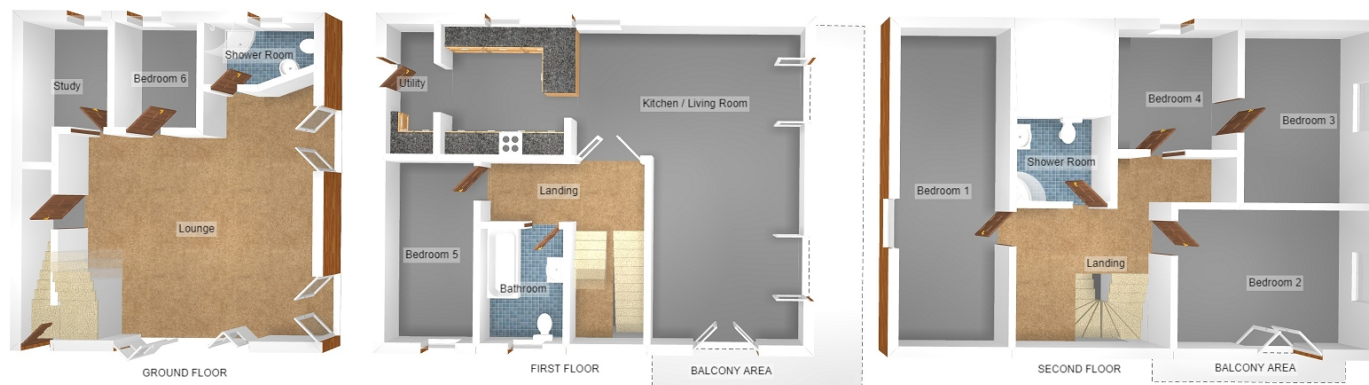 Study
Bedroom 6
Shower Room
Lounge
GROUND FLOOR
Utility
Kitchen / Living Room
Landing
Bedroom 5
Bathroom
FIRST FLOOR
BALCONY AREA
Bedroom 4
Bedroom 3
Shower Room
Bedroom 1
Landing
Bedroom 2
SECOND FLOOR
BALCONY AREA